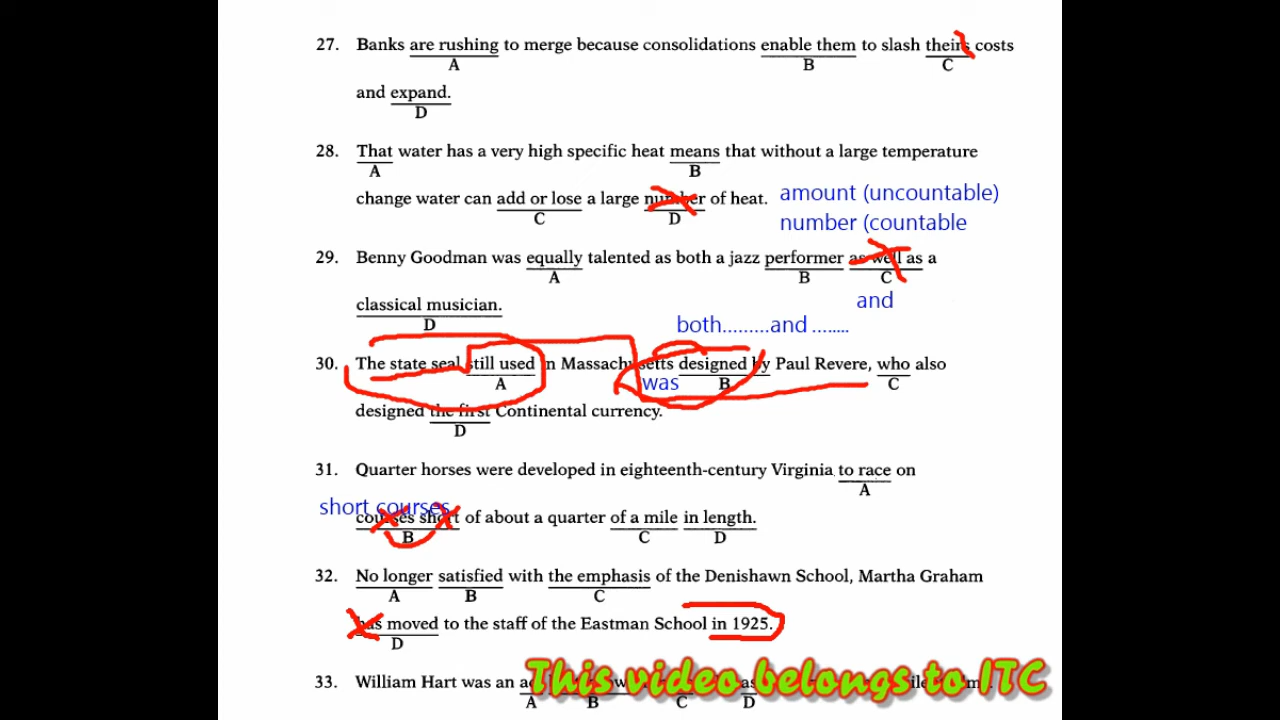 27. Banks are rushing to merge because consolidations enable them to slash theirs costs
A B C
and expand.
D
28. That water has a very high specific heat means that without a large temperature
A B
change water can add or lose a large number of heat. amount (uncountable)
C D
number (countable
29. Benny Goodman was equally talented as both a jazz performer as well as a
A B C
and
classical musician.
D
both.........and ........
30. The state seal still used in Massachusetts designed by Paul Revere, who also
A was B C
designed the first Continental currency.
D
31. Quarter horses were developed in eighteenth-century Virginia to race on
A
short courses
courses short of about a quarter of a mile in length.
B C D
32. No longer satisfied with the emphasis of the Denishawn School, Martha Graham
A B C
has moved to the staff of the Eastman School in 1925.
D
33. William Hart was an
This video belongs to ITC
A B C D